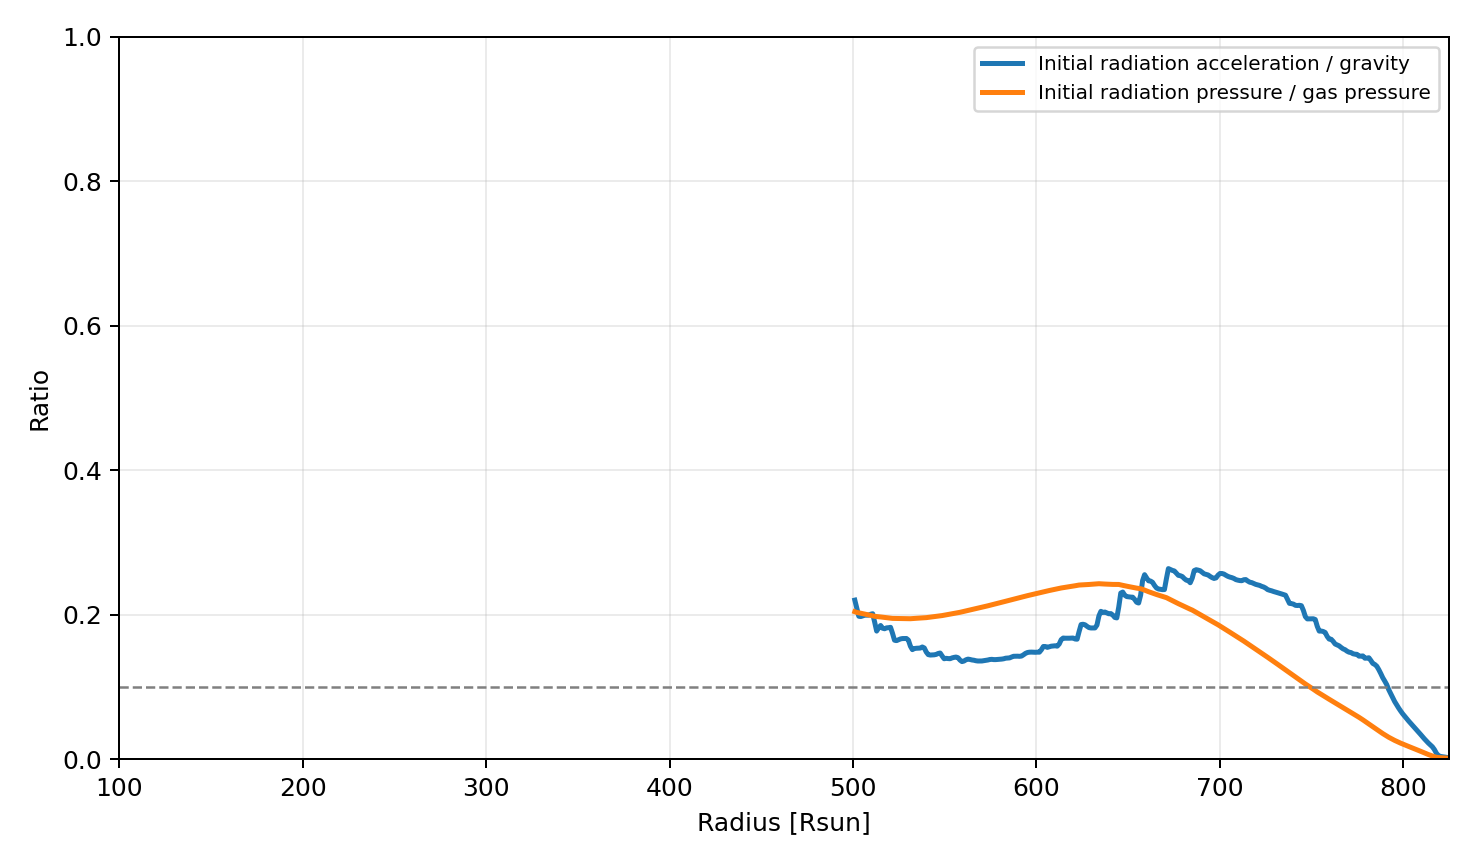 1.0
0.8
0.6
0.4
0.2
0.0
Ratio
Initial radiation acceleration / gravity
Initial radiation pressure / gas pressure
100 200 300 400 500 600 700 800
Radius [Rsun]